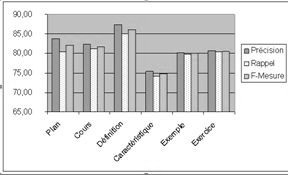 90,00
85,00
80,00
75,00
70,00
65,00
Plan
Cours
Définition
Caractéristique
Exemple
Exercice
Précision
Rappel
F-Mesure